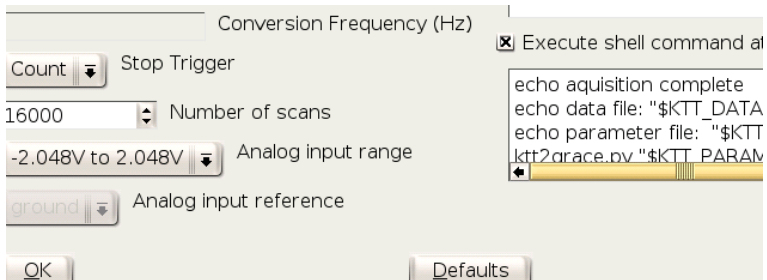 Conversion Frequency (Hz)
Count
Stop Trigger
16000
Number of scans
-2.048V to 2.048V
Analog input range
ground
Analog input reference
OK
Defaults
Execute shell command at
echo aquisition complete
echo data file: "$KTT_DATA
echo parameter file: "$KTT
ktt2grace.py "$KTT_PARAM